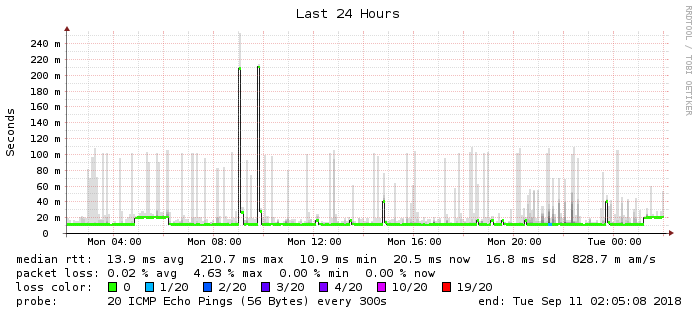 Last 24 Hours
RRDTOOL / TOBI OETIKER
Seconds
240 m
220 m
200 m
180 m
160 m
140 m
120 m
100 m
80 m
60 m
40 m
20 m
0
Mon 04:00 Mon 08:00 Mon 12:00 Mon 16:00 Mon 20:00 Tue 00:00
median rtt: 13.9 ms avg 210.7 ms max 10.9 ms min 20.5 ms now 16.8 ms sd 828.7 m am/s
packet loss: 0.02 % avg 4.63 % max 0.00 % min 0.00 % now
loss color: 0 1/20 2/20 3/20 4/20 10/20 19/20
probe: 20 ICMP Echo Pings (56 Bytes) every 300s end: Tue Sep 11 02:05:08 2018